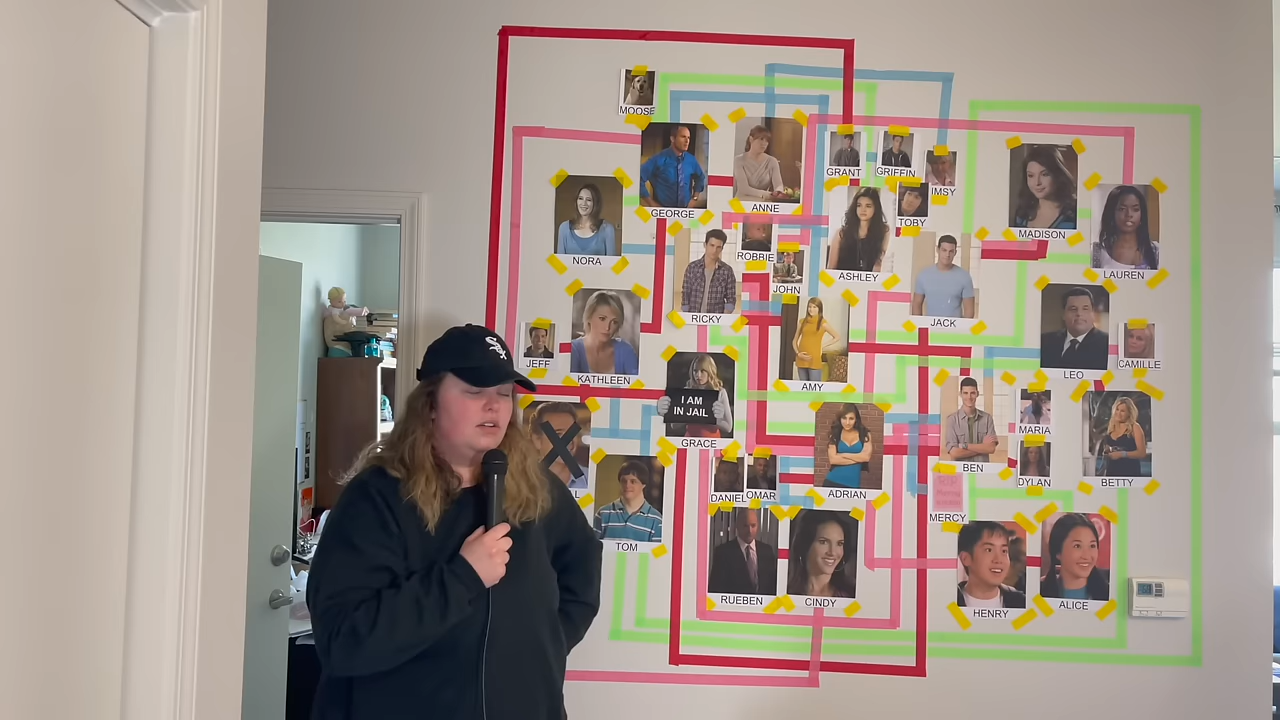 MOOSE
GEORGE
ANNE
GRANT
GRIFFIN
IMSY
TOBY
MADISON
LAUREN
NORA
ROBBIE
JOHN
ASHLEY
RICKY
JACK
JEFF
KATHLEEN
AMY
LEO
CAMILLE
I AM
IN JAIL
GRACE
MARIA
BEN
DYLAN
BETTY
DANIEL
OMAR
ADRIAN
MERCY
TOM
RUEBEN
CINDY
HENRY
ALICE
Sox